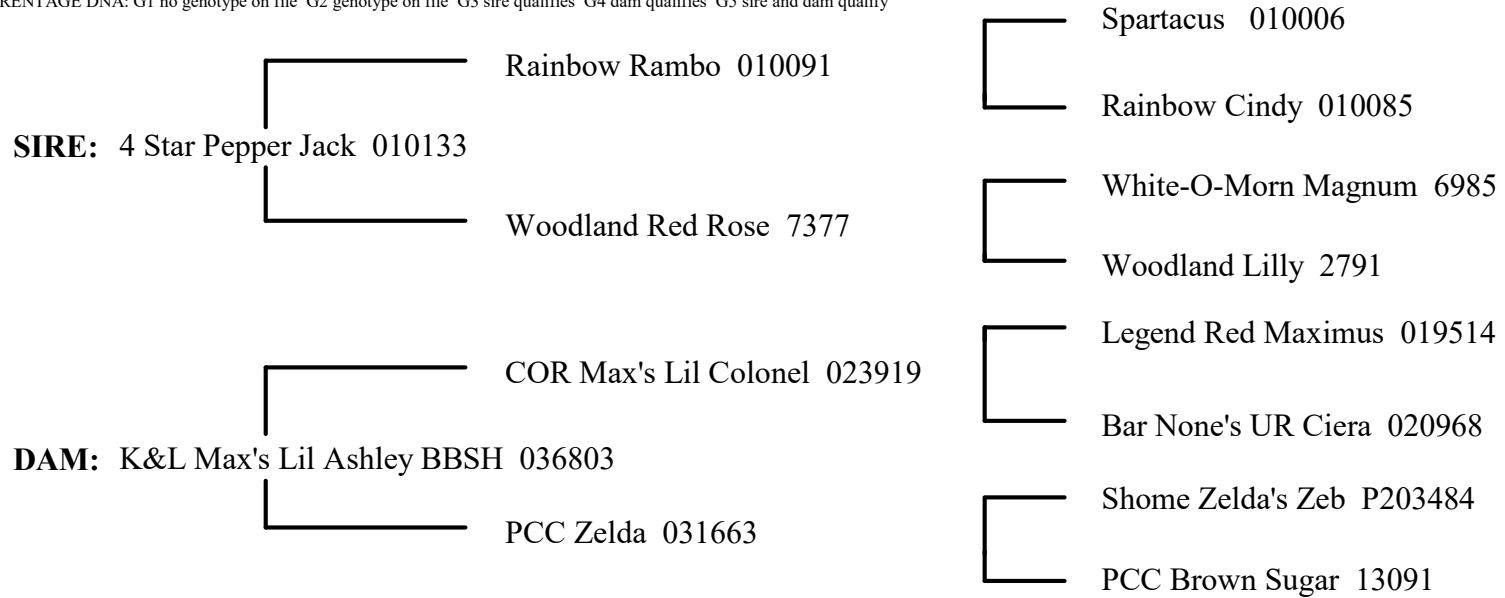 RENTAGE DNA: G1 no genotype on file G2 genotype on file G3 sire qualifies G4 dam qualifies G5 sire and dam qualify
Spartacus 010006
Rainbow Rambo 010091
Rainbow Cindy 010085
SIRE: 4 Star Pepper Jack 010133
White-O-Morn Magnum 6985
Woodland Red Rose 7377
Woodland Lilly 2791
Legend Red Maximus 019514
COR Max's Lil Colonel 023919
Bar None's UR Ciera 020968
DAM: K&L Max's Lil Ashley BBSH 036803
Shome Zelda's Zeb P203484
PCC Zelda 031663
PCC Brown Sugar 13091